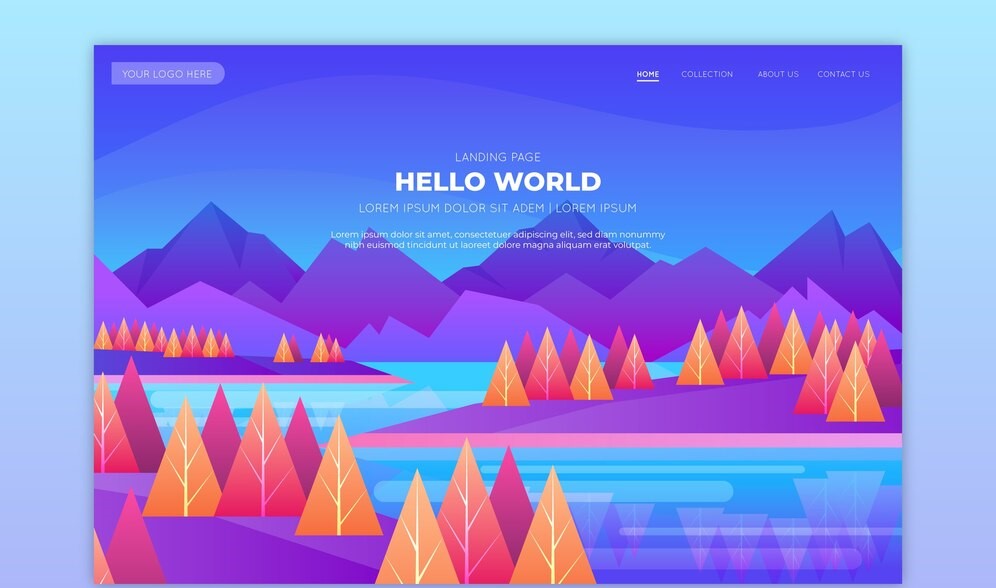 YOUR LOGO HERE
HOME COLLECTION ABOUT US CONTACT US
LANDING PAGE
HELLO WORLD
LOREM IPSUM DOLOR SIT ADEM | LOREM IPSUM
Lorem ipsum dolor sit amet, consectetuer adipiscing elit, sed diam nonummy
nibh euismod tincidunt ut laoreet dolore magna aliquam erat volutpat.